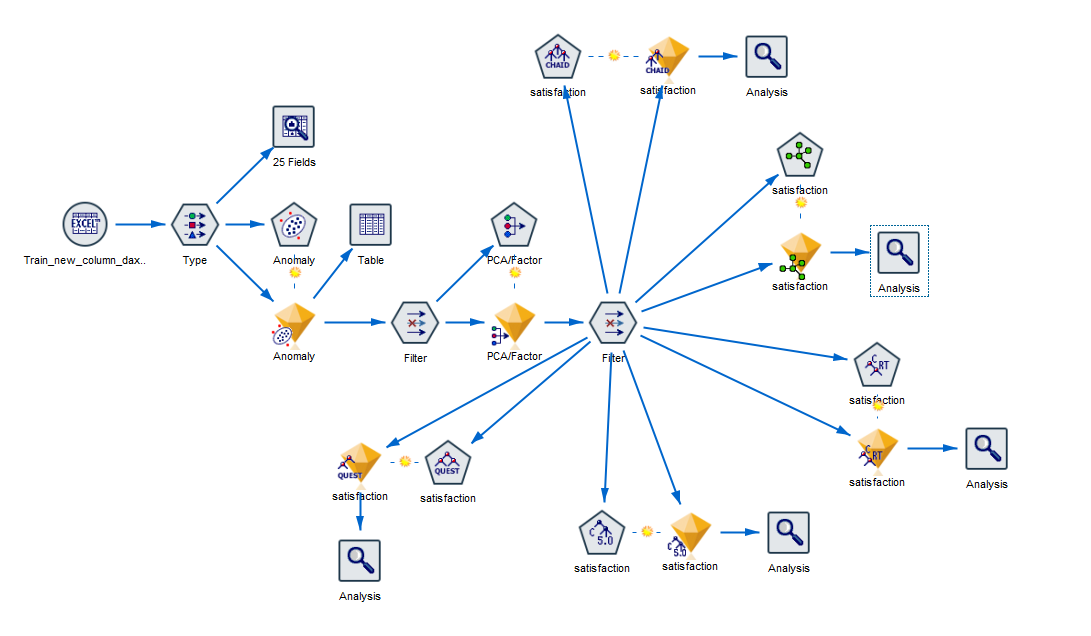 CHAID
satisfaction
CHAID
satisfaction
Analysis
25 Fields
satisfaction
EXCEL™
Train_new_column_dax..
Type
Anomaly
Table
PCA/Factor
satisfaction
Analysis
Anomaly
Filter
PCA/Factor
Filter
C
RT
satisfaction
QUEST
satisfaction
QUEST
satisfaction
C
RT
satisfaction
Analysis
C
5.0
satisfaction
C
5.0
satisfaction
Analysis
Analysis